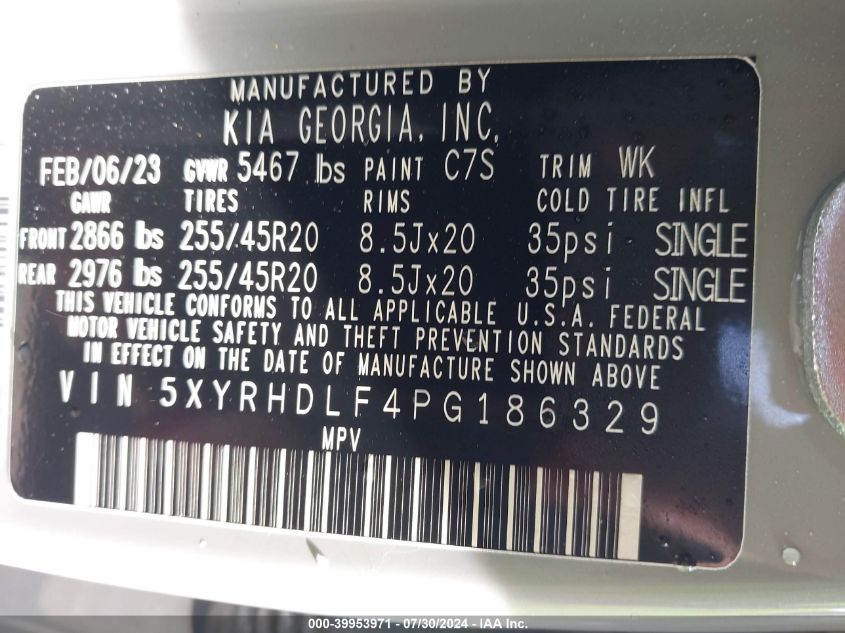 MANUFACTURED BY
KIA GEORGIA, INC.
FEB/06/23 GVWR 5467 lbs PAINT C7S TRIM WK
GAWR TIRES RIMS COLD TIRE INFL
FRONT 2866 lbs 255/45R20 8.5Jx20 35psi SINGLE
REAR 2976 lbs 255/45R20 8.5Jx20 35psi SINGLE
THIS VEHICLE CONFORMS TO ALL APPLICABLE U.S.A. FEDERAL
MOTOR VEHICLE SAFETY AND THEFT PREVENTION STANDARDS
IN EFFECT ON THE DATE OF MANUFACTURE SHOWN ABOVE
VIN 5XYRHDLF4PG186329
MPV
000-39953971 - 07/30/2024 - IAA Inc.